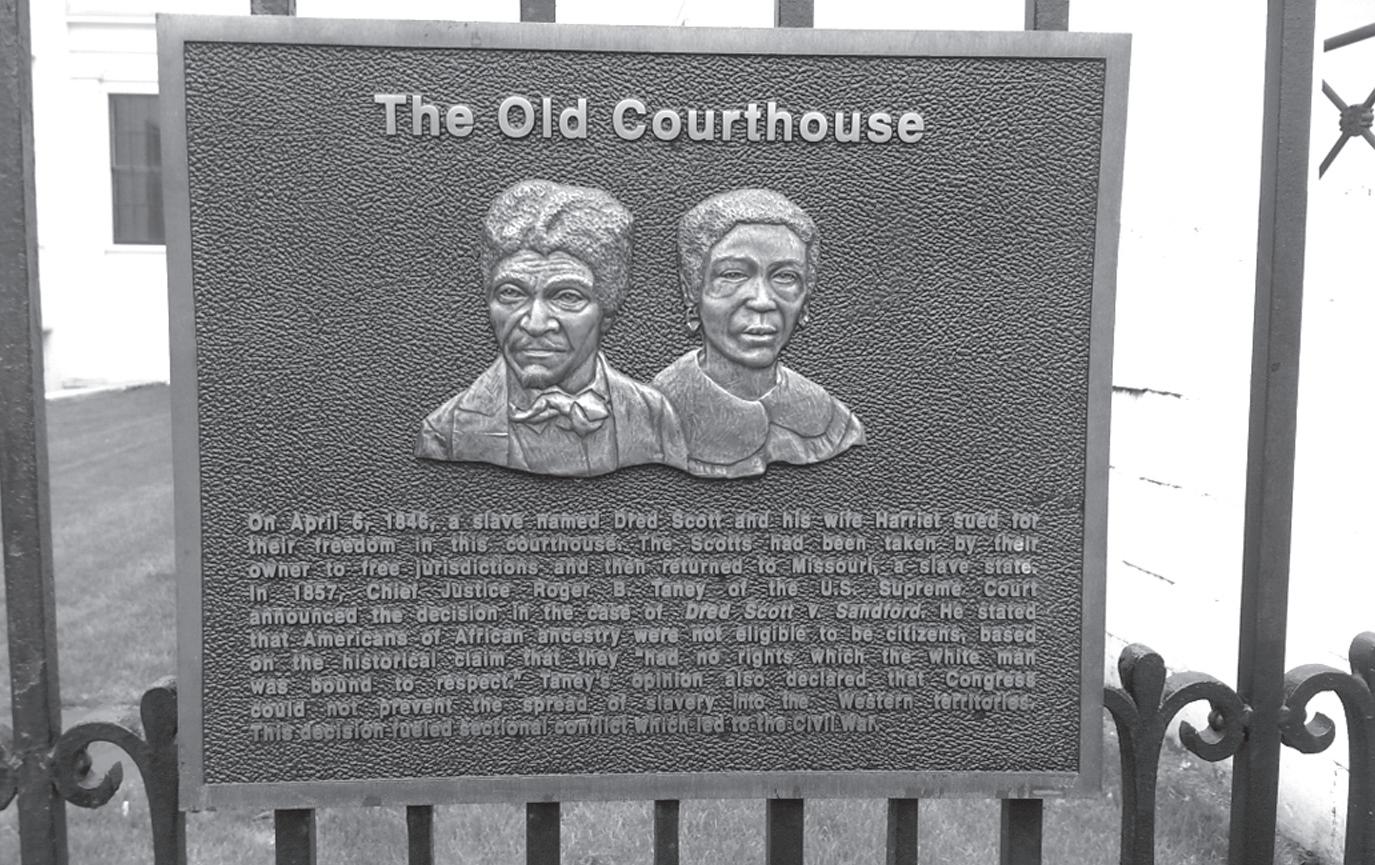 The Old Courthouse
On April 6, 1846, a slave named Dred Scott and his wife Harriet sued for
their freedom in this courthouse. The Scotts had been taken by their
owner to free jurisdictions and then returned to Missouri, a slave state.
In 1857, Chief Justice Roger B. Taney of the U.S. Supreme Court
announced the decision in the case of Dred Scott v Sandford. He stated
that Americans of African ancestry were not eligible to be citizens, based
on the historical claim that they "had no rights which the white man
was bound to respect." Taney's opinion also declared that Congress
could not prevent the spread of slavery into the Western territories.
This decision fueled sectional conflict which led to the Civil War.